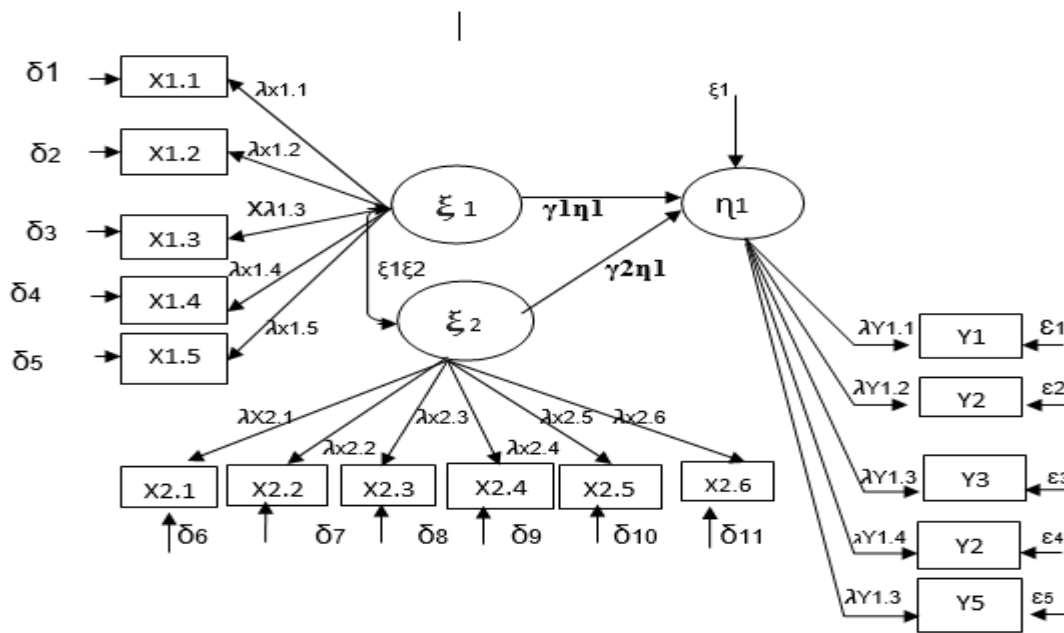 δ1
X1.1
λx1.1
ξ1
δ2
X1.2
λx1.2
ξ 1
γ1η1
η1
δ3
X1.3
Xλ1.3
δ4
X1.4
λx1.4
ξ1ξ2
γ2η1
δ5
X1.5
λx1.5
ξ 2
λY1.1
Y1
ε1
λY1.2
Y2
ε2
λX2.1
λx2.2
λx2.3
λx2.4
λx2.5
λx2.6
X2.1
X2.2
X2.3
X2.4
X2.5
X2.6
λY1.3
Y3
ε3
δ6
δ7
δ8
δ9
δ10
δ11
λY1.4
Y2
ε4
λY1.3
Y5
ε5